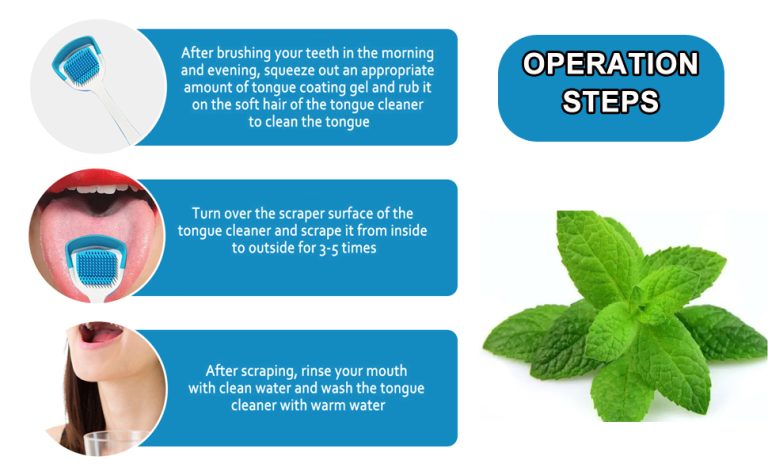 OPERATION
STEPS
After brushing your teeth in the morning
and evening, squeeze out an appropriate
amount of tongue coating gel and rub it
on the soft hair of the tongue cleaner
to clean the tongue
Turn over the scraper surface of the
tongue cleaner and scrape it from inside
to outside for 3-5 times
After scraping, rinse your mouth
with clean water and wash the tongue
cleaner with warm water